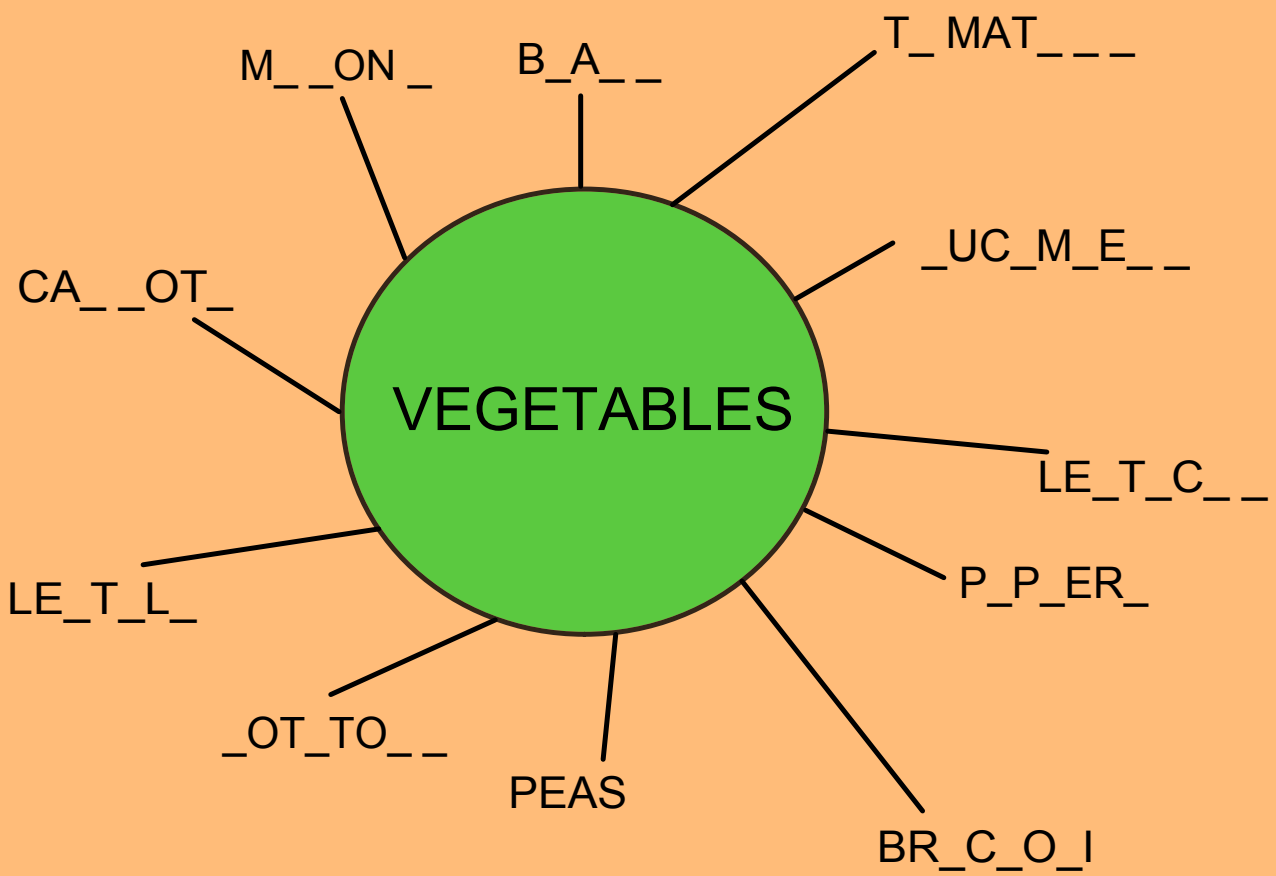 T_ MAT_ _ _
M_ _ON _
B_A_ _
_UC_M_E_ _
CA_ _OT_
VEGETABLES
LE_T_C_ _
P_P_ER_
LE_T_L_
_OT_TO_ _
PEAS
BR_C_O_I